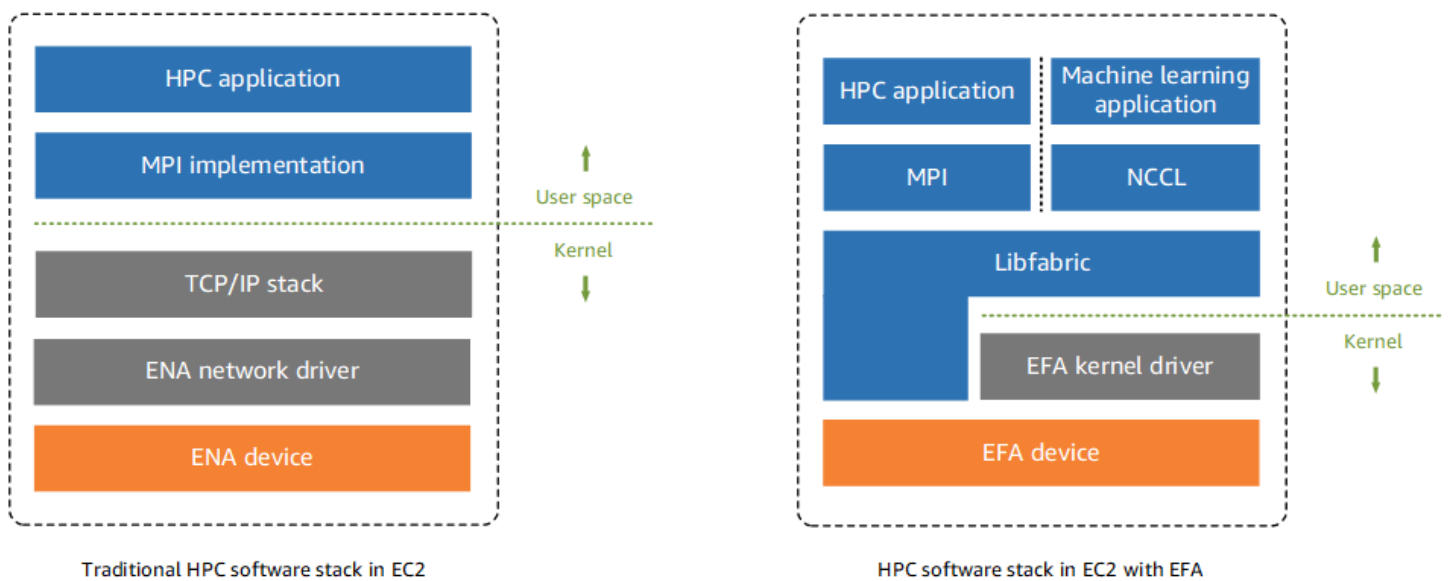 HPC application
MPI implementation
User space
Kernel
TCP/IP stack
ENA network driver
ENA device
Traditional HPC software stack in EC2
HPC application
Machine learning
application
MPI
NCCL
Libfabric
User space
Kernel
EFA kernel driver
EFA device
HPC software stack in EC2 with EFA